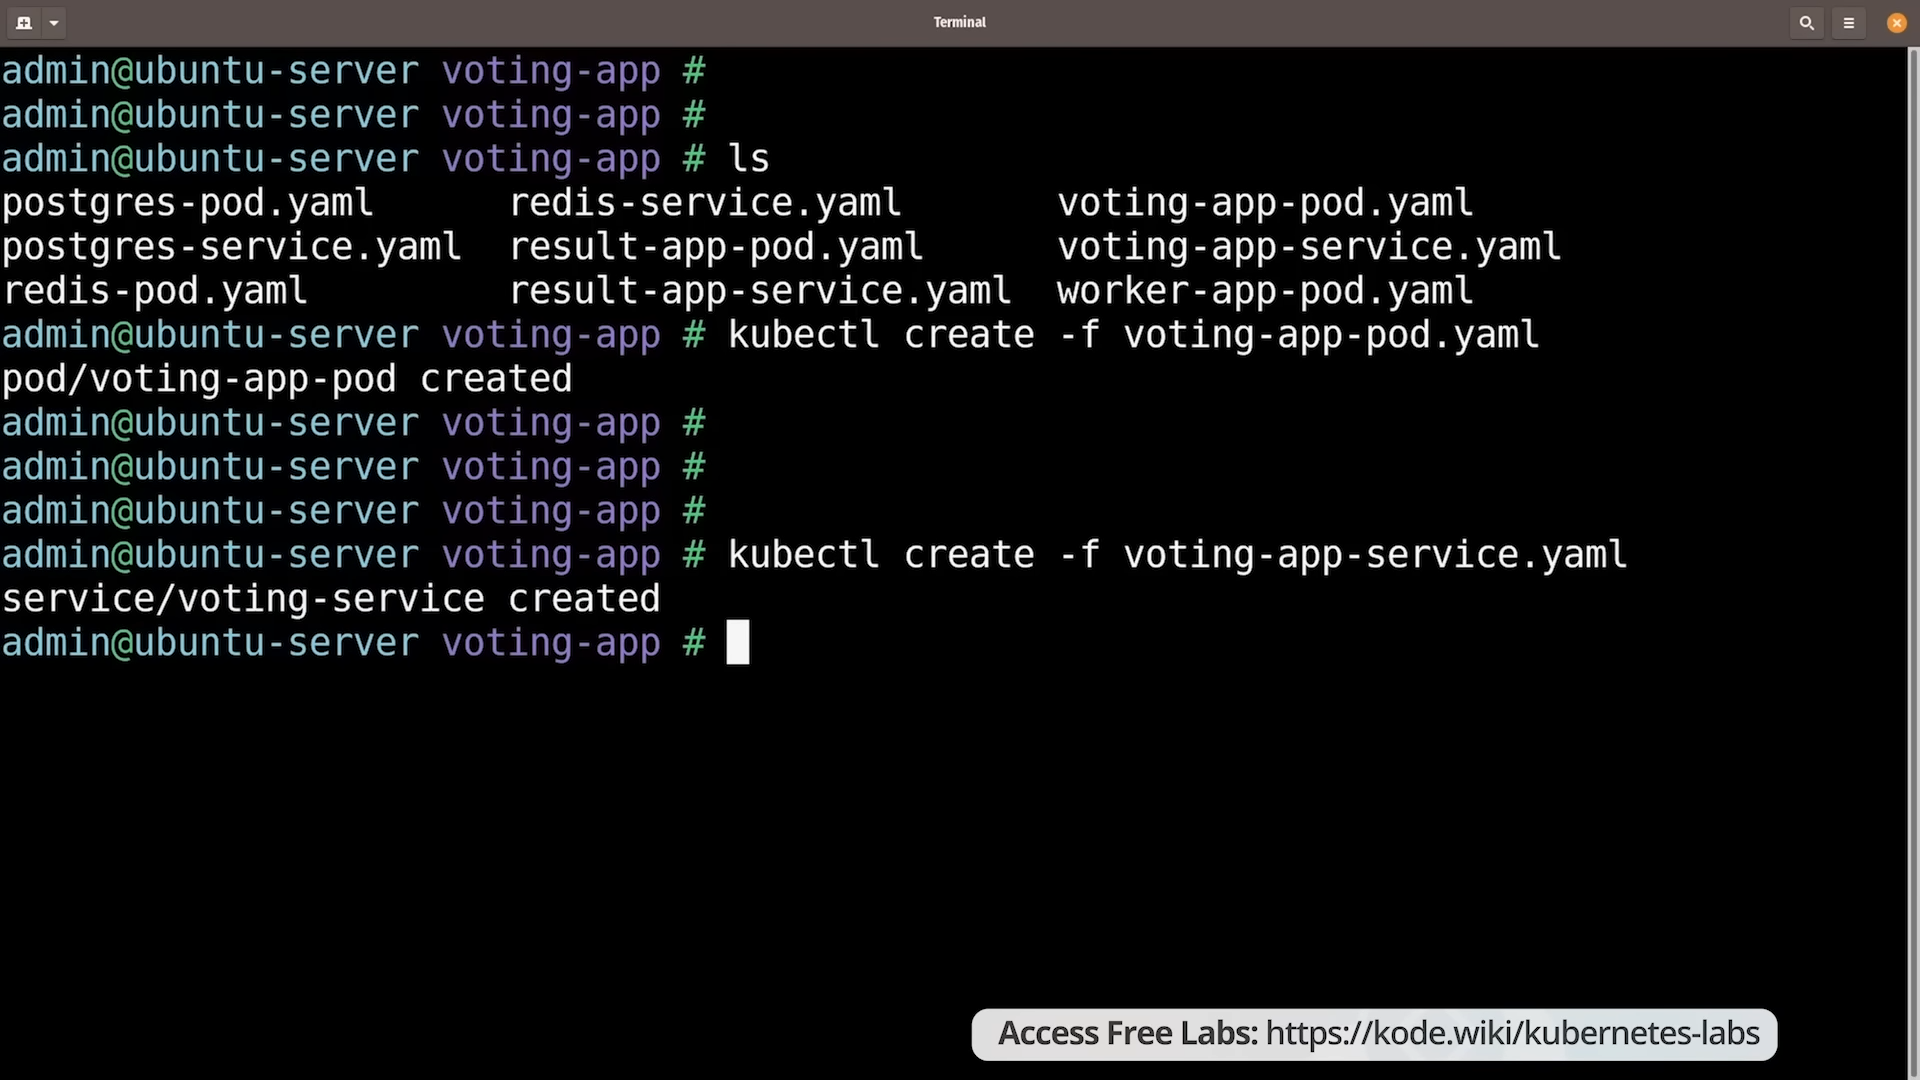 Terminal
admin@ubuntu-server voting-app #
admin@ubuntu-server voting-app #
admin@ubuntu-server voting-app # ls
postgres-pod.yaml redis-service.yaml voting-app-pod.yaml
postgres-service.yaml result-app-pod.yaml voting-app-service.yaml
redis-pod.yaml result-app-service.yaml worker-app-pod.yaml
admin@ubuntu-server voting-app # kubectl create -f voting-app-pod.yaml
pod/voting-app-pod created
admin@ubuntu-server voting-app #
admin@ubuntu-server voting-app #
admin@ubuntu-server voting-app #
admin@ubuntu-server voting-app # kubectl create -f voting-app-service.yaml
service/voting-service created
admin@ubuntu-server voting-app #
Access Free Labs: https://kode.wiki/kubernetes-labs